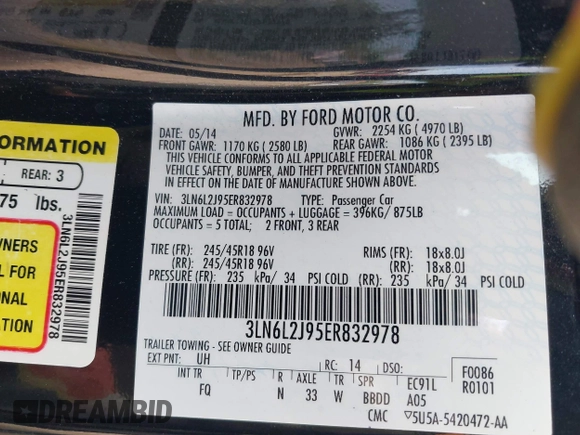 MFD. BY FORD MOTOR CO.
DATE: 05/14 GVWR: 2254 KG ( 4970 LB)
FRONT GAWR: 1170 KG ( 2580 LB) REAR GAWR: 1086 KG ( 2395 LB)
THIS VEHICLE CONFORMS TO ALL APPLICABLE FEDERAL MOTOR
VEHICLE SAFETY, BUMPER, AND THEFT PREVENTION STANDARDS
IN EFFECT ON THE DATE OF MANUFACTURE SHOWN ABOVE.
VIN: 3LN6L2J95ER832978 TYPE: Passenger Car
MAXIMUM LOAD = OCCUPANTS + LUGGAGE = 396KG/ 875LB
OCCUPANTS = 5 TOTAL; 2 FRONT, 3 REAR
TIRE (FR): 245/45R18 96V RIMS (FR): 18x8.0J
(RR): 245/45R18 96V (RR): 18x8.0J
PRESSURE (FR): 235 kPa/ 34 PSI COLD (RR): 235 kPa/ 34 PSI COLD
3LN6L2J95ER832978
TRAILER TOWING - SEE OWNER GUIDE
EXT PNT: UH RC: 14 DSO: F0086
R0101
INT TR TP/PS R AXLE TR SPR EC91L
FQ N 33 W BBDD A05
CMC 5U5A-5420472-AA
FORMATION
REAR: 3
75 lbs.
WNERS
L FOR
ONAL
ON
3LN6L2J95ER832978
DREAMBID